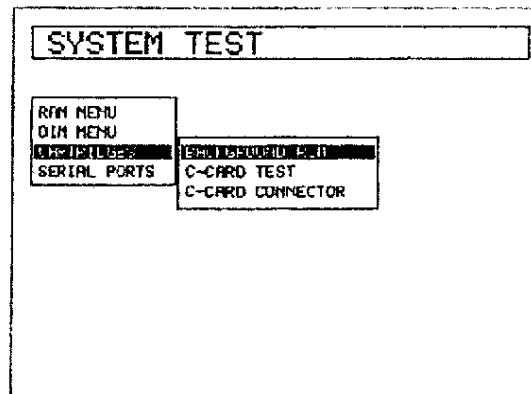 SYSTEM TEST
RAM MENU
DIM MENU
SERIAL PORTS
C-CARD TEST
C-CARD CONNECTOR